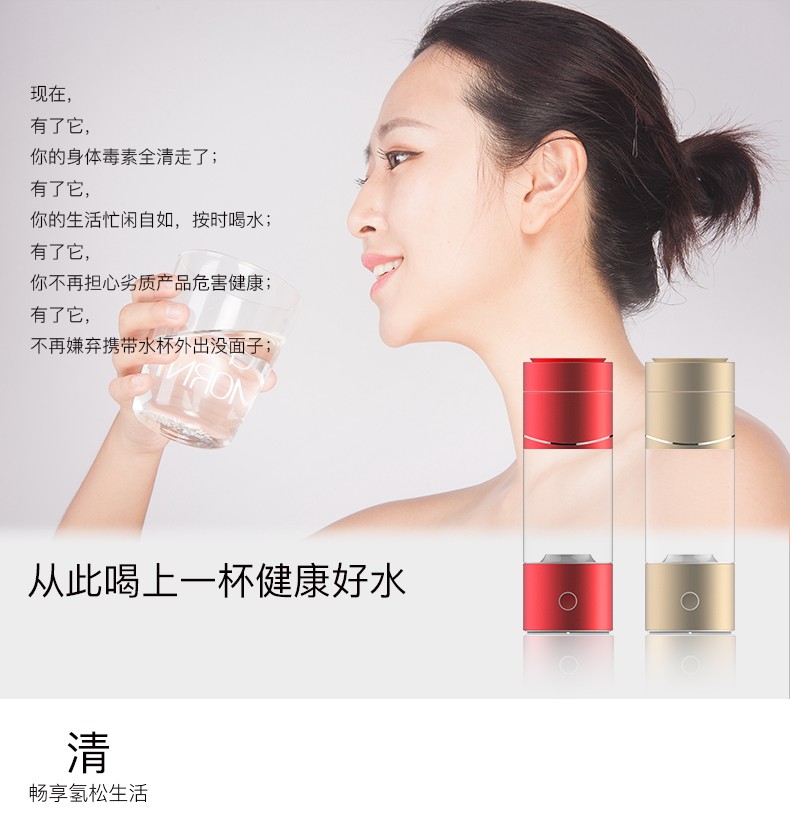 现在，
有了它，
你的身体毒素全清走了；
有了它，
你的生活忙闲自如，按时喝水；
有了它，
你不再担心劣质产品危害健康；
有了它，
不再嫌弃携带水杯外出没面子；
从此喝上一杯健康好水
清
畅享氢松生活